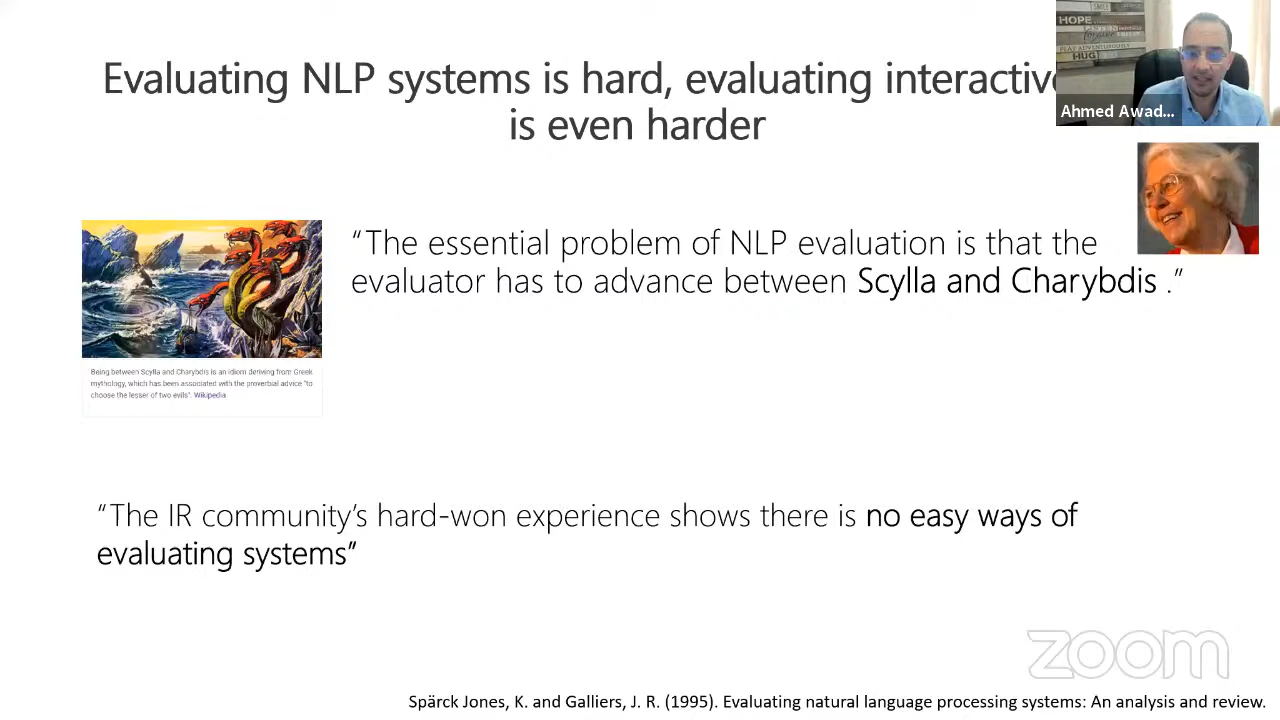 Evaluating NLP systems is hard, evaluating interactive
is even harder
HOPE
HUG
Ahmed Awad...
“The essential problem of NLP evaluation is that the
evaluator has to advance between Scylla and Charybdis .”
Being between Scylla and Charybdis is an idiom deriving from Greek
mythology, which has been associated with the proverbial advice "to
choose the lesser of two evils". Wikipedia
“The IR community’s hard-won experience shows there is no easy ways of
evaluating systems”
zoom
Spärck Jones, K. and Galliers, J. R. (1995). Evaluating natural language processing systems: An analysis and review.